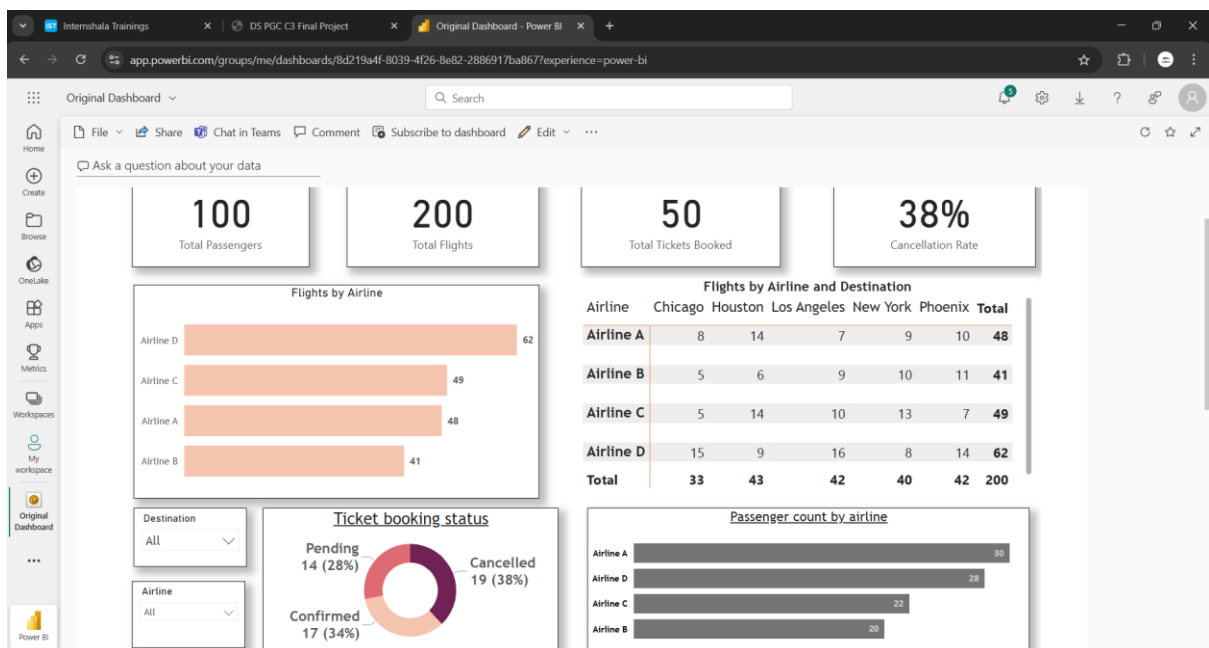 Internshala Trainings
DS PGC C3 Final Project
Original Dashboard - Power BI
app.powerbi.com/groups/me/dashboards/8d219a4f-8039-4f26-8e82-2886917ba867?experience=power-bi
Original Dashboard
Search
5
File Share Chat in Teams Comment Subscribe to dashboard Edit
Ask a question about your data
Home
Create
Browse
OneLake
Apps
Metrics
Workspaces
My
workspace
Original
Dashboard
Power BI
100
Total Passengers
200
Total Flights
50
Total Tickets Booked
38%
Cancellation Rate
Flights by Airline
Airline D 62
Airline C 49
Airline A 48
Airline B 41
Flights by Airline and Destination
Airline Chicago Houston Los Angeles New York Phoenix Total
Airline A 8 14 7 9 10 48
Airline B 5 6 9 10 11 41
Airline C 5 14 10 13 7 49
Airline D 15 9 16 8 14 62
Total 33 43 42 40 42 200
Destination
All
Airline
All
Ticket booking status
Pending
14 (28%)
Cancelled
19 (38%)
Confirmed
17 (34%)
Passenger count by airline
Airline A 30
Airline D 28
Airline C 22
Airline B 20